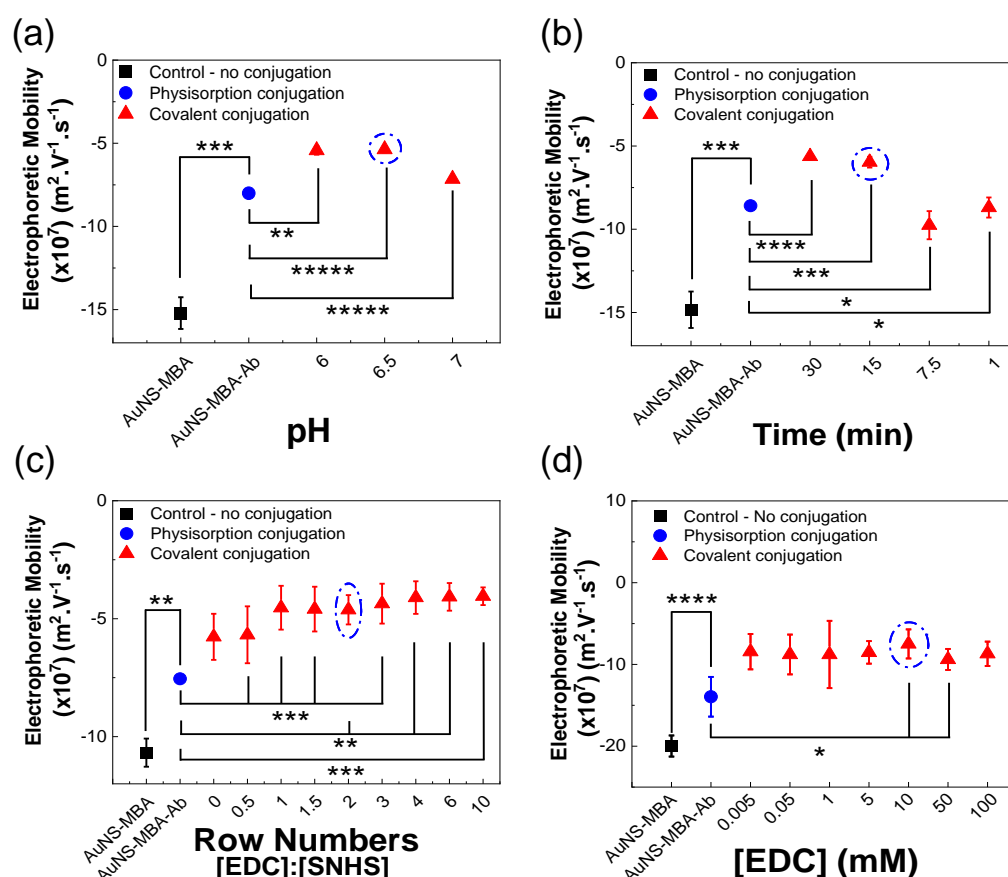 (a)
Electrophoretic Mobility
(x10⁷) (m².V⁻¹.s⁻¹)
0
-5
-10
-15
Control - no conjugation
Physisorption conjugation
Covalent conjugation
***
**
*****
*****
AuNS-MBA
AuNS-MBA-Ab
6
6.5
7
pH
(b)
Electrophoretic Mobility
(x10⁷) (m².V⁻¹.s⁻¹)
0
-5
-10
-15
Control - no conjugation
Physisorption conjugation
Covalent conjugation
***
****
***
*
*
AuNS-MBA
AuNS-MBA-Ab
30
15
7.5
1
Time (min)
(c)
Electrophoretic Mobility
(x10⁷) (m².V⁻¹.s⁻¹)
0
-5
-10
Control - no conjugation
Physisorption conjugation
Covalent conjugation
**
***
**
***
AuNS-MBA
AuNS-MBA-Ab
0
0.5
1
1.5
2
3
4
6
10
Row Numbers
[EDC]:[SNHS]
(d)
Electrophoretic Mobility
(x10⁷) (m².V⁻¹.s⁻¹)
10
0
-10
-20
Control - No conjugation
Physisorption conjugation
Covalent conjugation
****
*
AuNS-MBA
AuNS-MBA-Ab
0.005
0.05
1
5
10
50
100
[EDC] (mM)